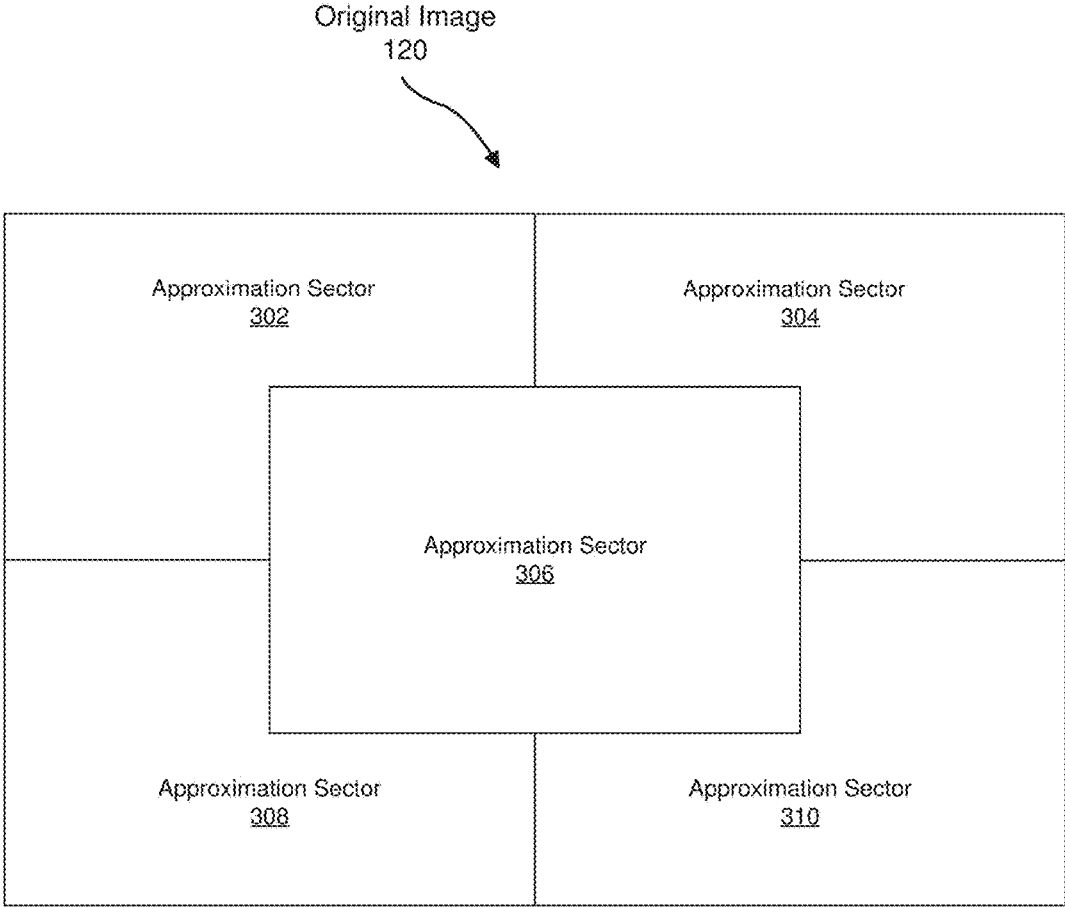 Original Image
120
Approximation Sector
302
Approximation Sector
304
Approximation Sector
306
Approximation Sector
308
Approximation Sector
310